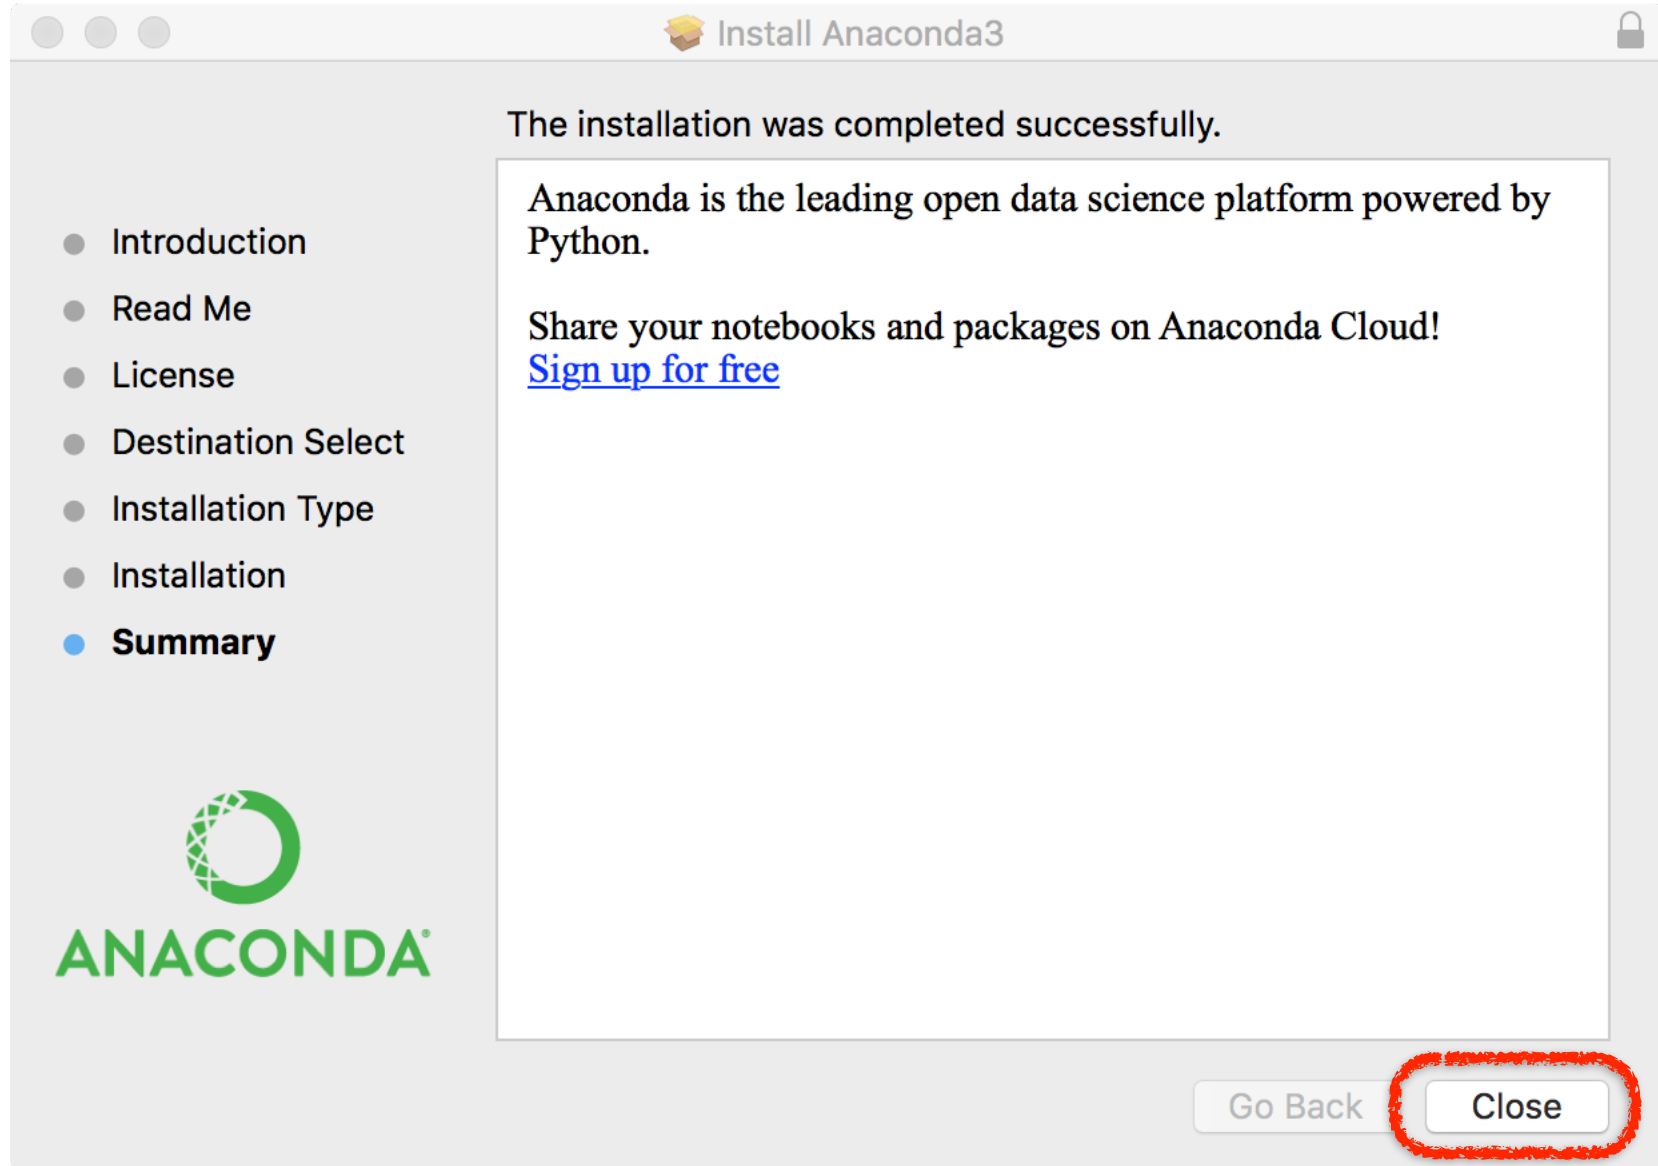 Install Anaconda3
The installation was completed successfully.
Introduction
Read Me
License
Destination Select
Installation Type
Installation
Summary
Anaconda is the leading open data science platform powered by
Python.
Share your notebooks and packages on Anaconda Cloud!
Sign up for free
ANACONDA®
Go Back
Close